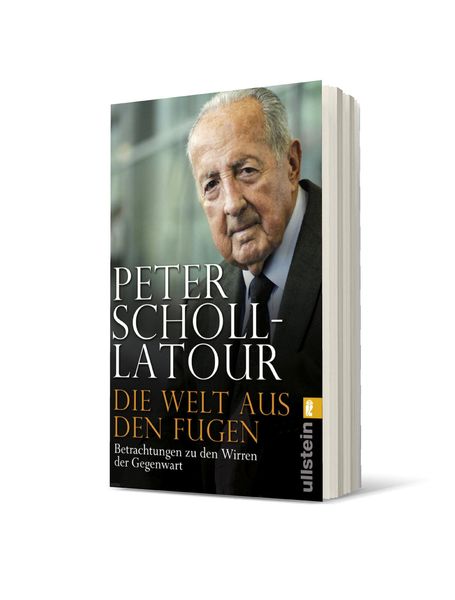 PETER
SCHOLL-
LATOUR
DIE WELT AUS
DEN FUGEN
Betrachtungen zu den Wirren
der Gegenwart
ullstein